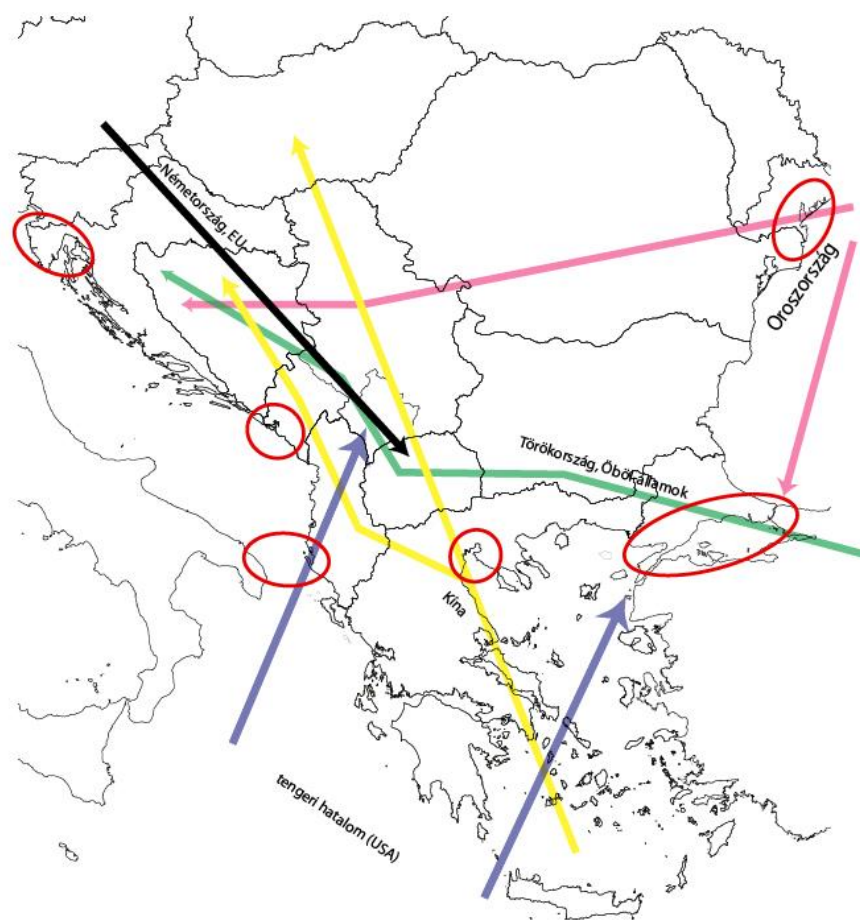 Németország, EU
Oroszország
Törökország, Öböl-államok
Kína
tengeri hatalom (USA)